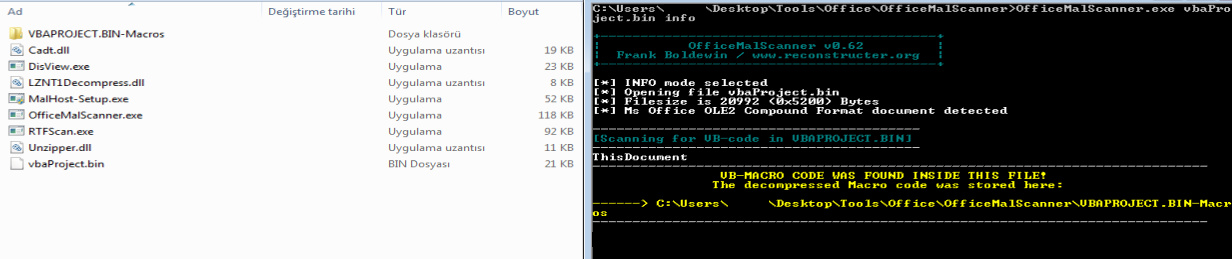 Ad Değiştirme tarihi Tür Boyut
VBAPROJECT.BIN-Macros Dosya klasörü
Cadt.dll Uygulama uzantısı 19 KB
DisView.exe Uygulama 23 KB
LZNT1Decompress.dll Uygulama uzantısı 8 KB
MalHost-Setup.exe Uygulama 52 KB
OfficeMalScanner.exe Uygulama 118 KB
RTFScan.exe Uygulama 92 KB
Unzipper.dll Uygulama uzantısı 11 KB
vbaProject.bin BIN Dosyası 21 KB
C:\Users\ \Desktop\Tools\Office\OfficeMalScanner>OfficeMalScanner.exe vbaPro
ject.bin info
+------------------------------------------+
| OfficeMalScanner v0.62 |
| Frank Boldewin / www.reconstructer.org |
+------------------------------------------+
[*] INFO mode selected
[*] Opening file vbaProject.bin
[*] Filesize is 20992 (0x5200) Bytes
[*] Ms Office OLE2 Compound Format document detected
-----------------------------------------
[Scanning for VB-code in VBAPROJECT.BIN]
-----------------------------------------
ThisDocument
-----------------------------------------------------------------------------
VB-MACRO CODE WAS FOUND INSIDE THIS FILE!
The decompressed Macro code was stored here:
------> C:\Users\ \Desktop\Tools\Office\OfficeMalScanner\VBAPROJECT.BIN-Macr
os
-----------------------------------------------------------------------------